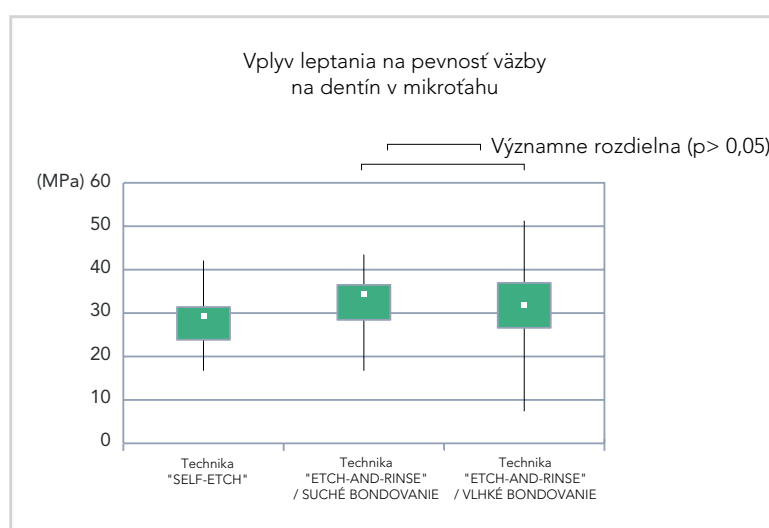 Vplyv leptania na pevnosť väzby
na dentín v mikroťahu
Významne rozdielna (p> 0,05)
(MPa) 60
50
40
30
20
10
0
Technika
"SELF-ETCH"
Technika
"ETCH-AND-RINSE"
/ SUCHÉ BONDOVANIE
Technika
"ETCH-AND-RINSE"
/ VLHKÉ BONDOVANIE